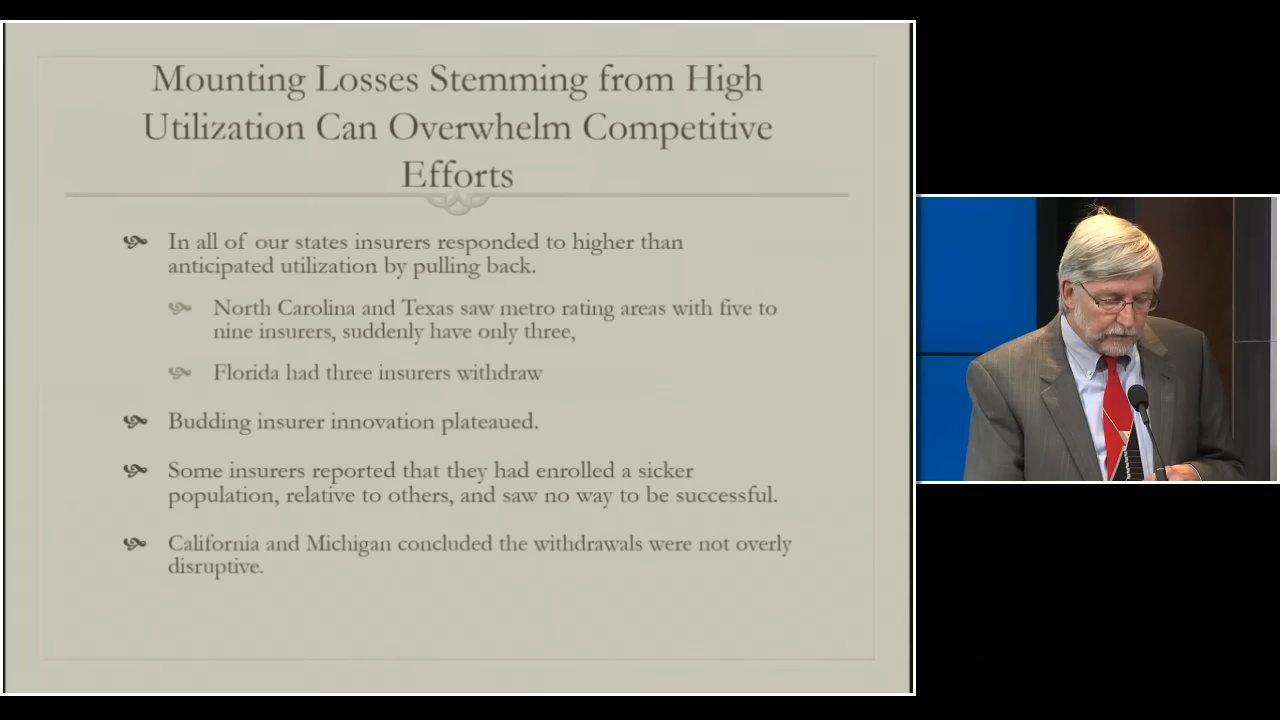 Mounting Losses Stemming from High
Utilization Can Overwhelm Competitive
Efforts
In all of our states insurers responded to higher than
anticipated utilization by pulling back.
North Carolina and Texas saw metro rating areas with five to
nine insurers, suddenly have only three,
Florida had three insurers withdraw
Budding insurer innovation plateaued.
Some insurers reported that they had enrolled a sicker
population, relative to others, and saw no way to be successful.
California and Michigan concluded the withdrawals were not overly
disruptive.